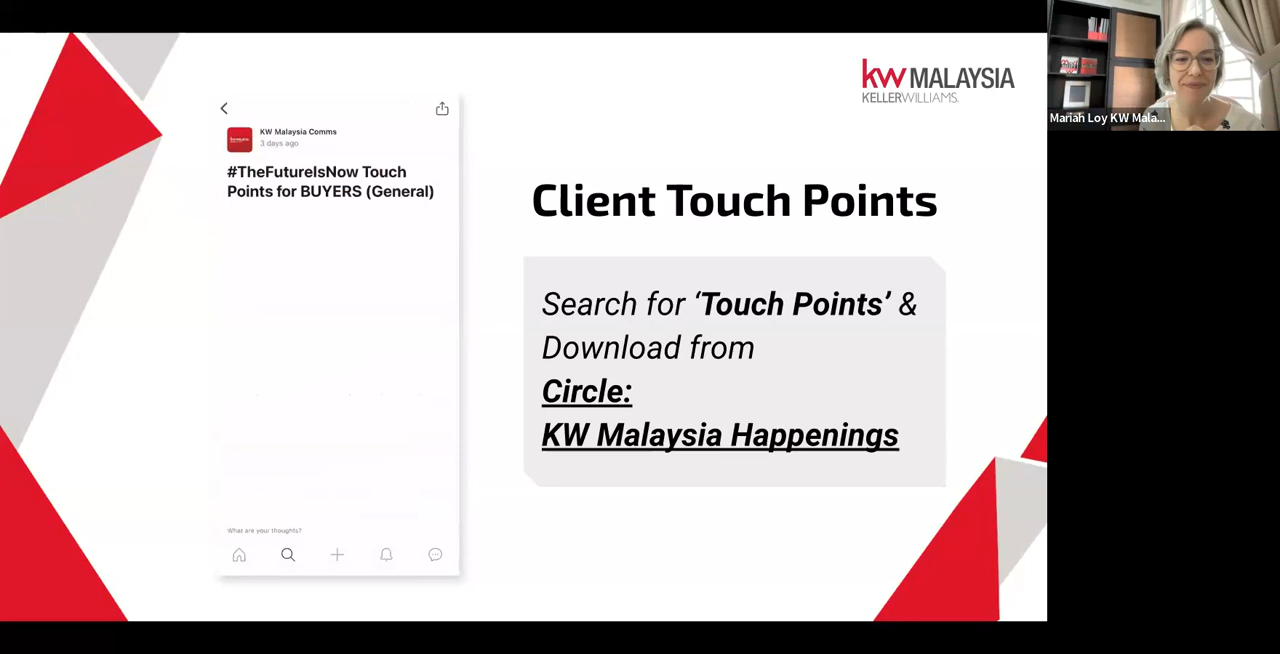 KW Malaysia Comms
3 days ago
#TheFutureIsNow Touch
Points for BUYERS (General)
What are your thoughts?
kw MALAYSIA
KELLERWILLIAMS.
Client Touch Points
Search for ‘Touch Points’ &
Download from
Circle:
KW Malaysia Happenings
Mariah Loy KW Mala...